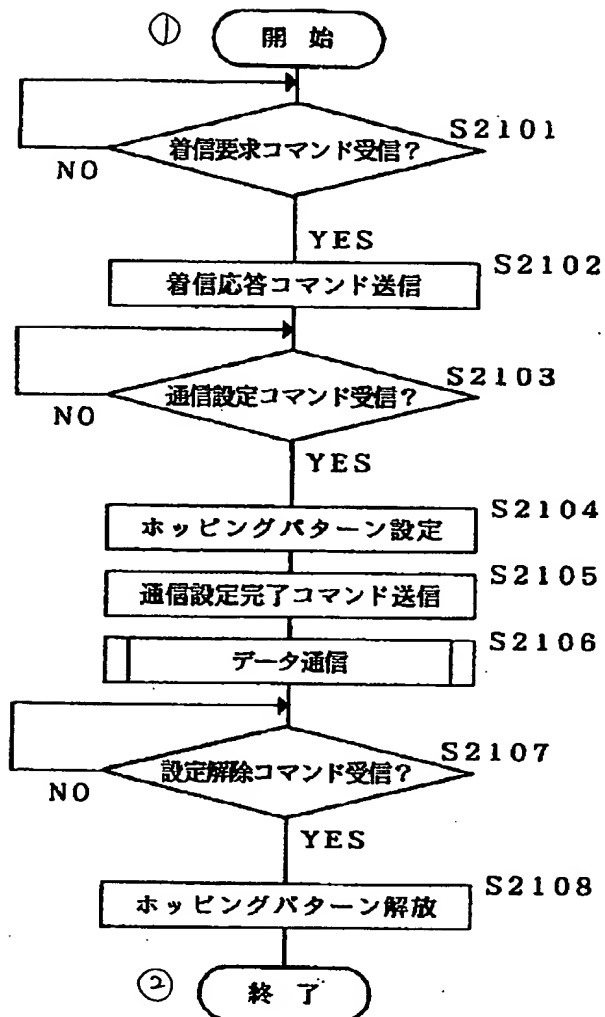 ① 開 始
着信要求コマンド受信？ S2101
NO
YES
着信応答コマンド送信 S2102
通信設定コマンド受信？ S2103
NO
YES
ホッピングパターン設定 S2104
通信設定完了コマンド送信 S2105
データ通信 S2106
設定解除コマンド受信？ S2107
NO
YES
ホッピングパターン解放 S2108
② 終 了